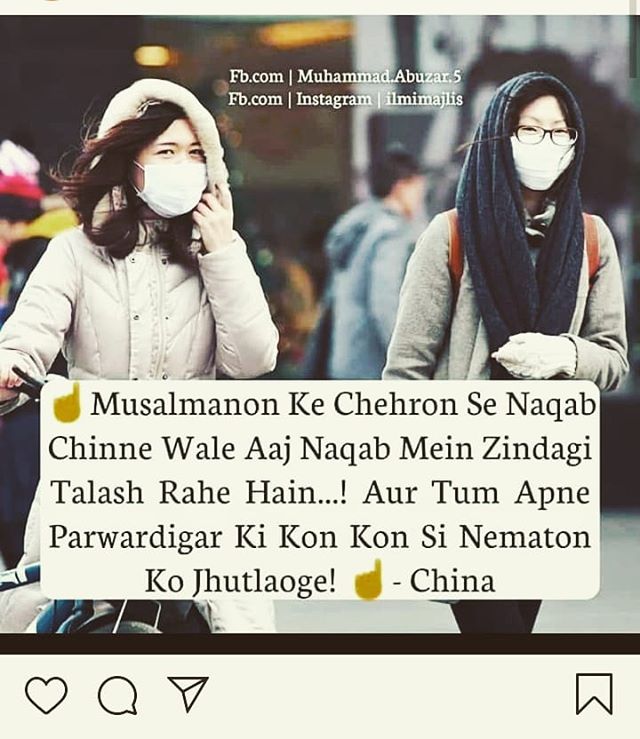 Fb.com | Muhammad.Abuzar.5
Fb.com | Instagram | ilmimajlis
☝ Musalmanon Ke Chehron Se Naqab
Chinne Wale Aaj Naqab Mein Zindagi
Talash Rahe Hain...! Aur Tum Apne
Parwardigar Ki Kon Kon Si Nematon
Ko Jhutlaoge! ☝ - China